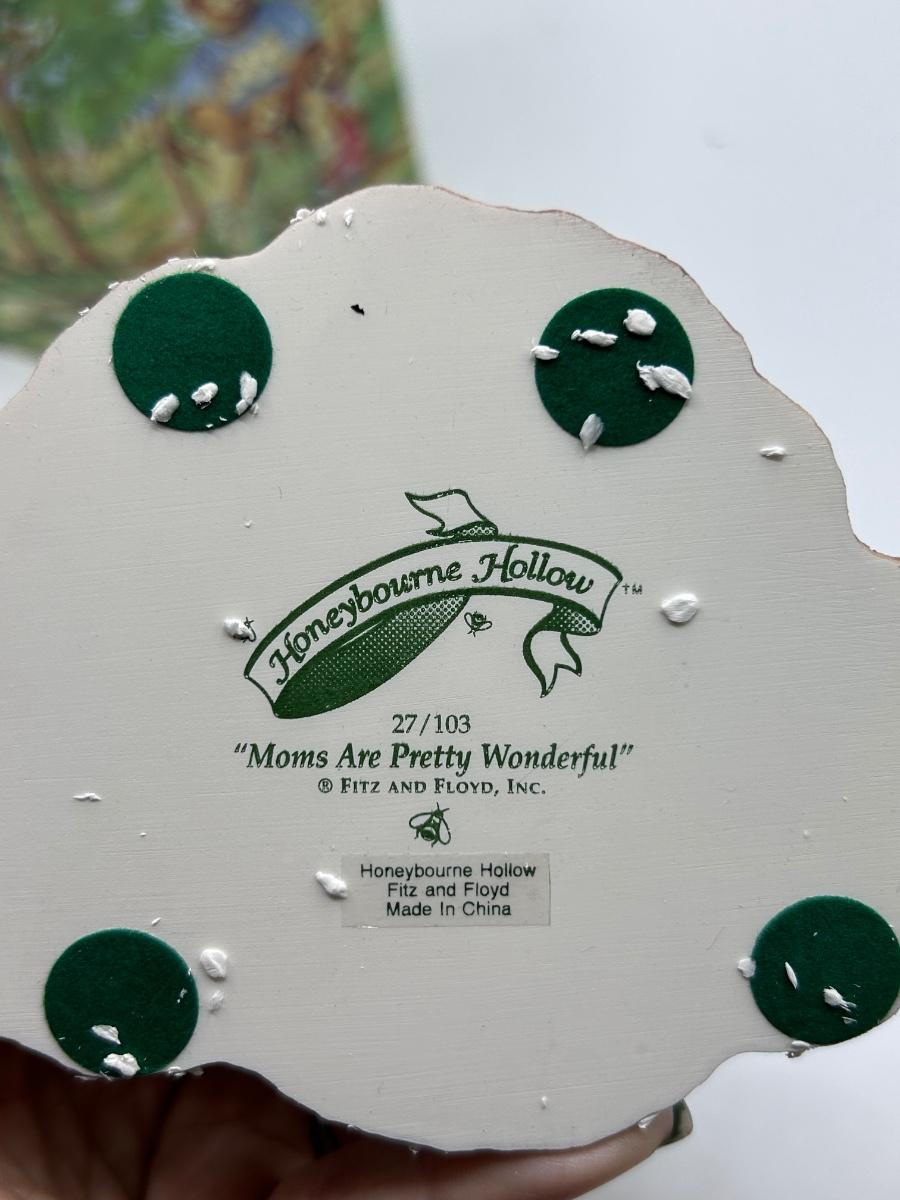 Honeybourne Hollow ™
27/103
“Moms Are Pretty Wonderful”
® FITZ AND FLOYD, INC.
Honeybourne Hollow
Fitz and Floyd
Made In China